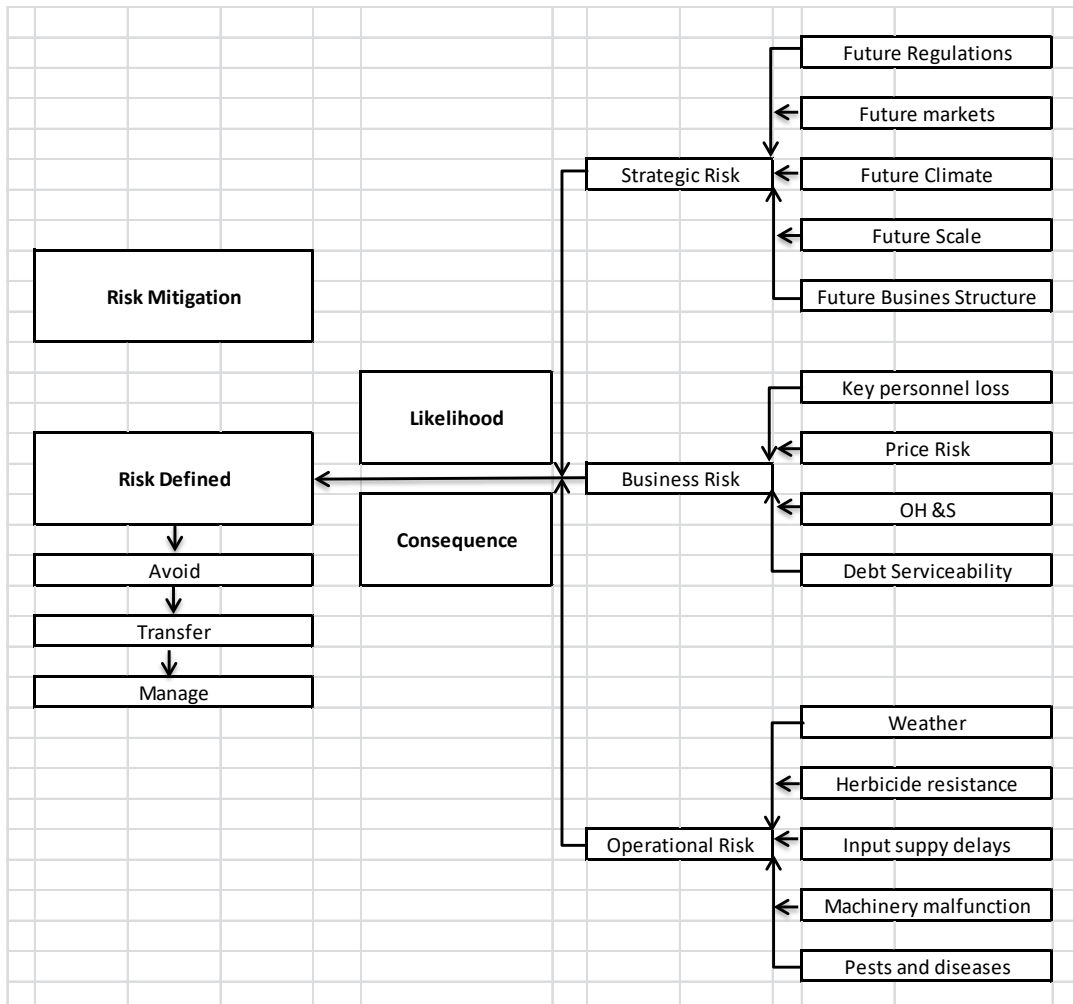 Future Regulations
Future markets
Strategic Risk
Future Climate
Future Scale
Risk Mitigation
Future Busines Structure
Key personnel loss
Likelihood
Price Risk
Risk Defined
Business Risk
OH &S
Consequence
Avoid
Debt Serviceability
Transfer
Manage
Weather
Herbicide resistance
Operational Risk
Input suppy delays
Machinery malfunction
Pests and diseases